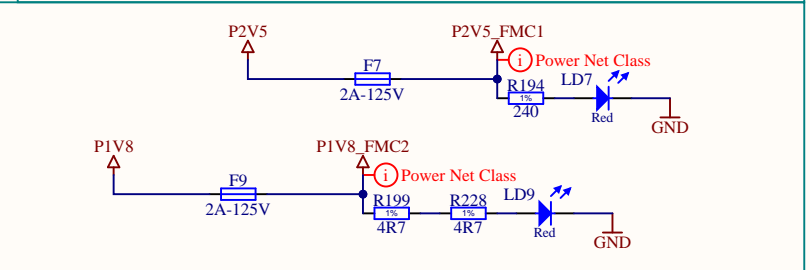 P2V5
P2V5_FMC1
i Power Net Class
F7
2A-125V
R194
1%
240
LD7
Red
GND
P1V8
P1V8_FMC2
i Power Net Class
F9
2A-125V
R199
1%
4R7
R228
1%
4R7
LD9
Red
GND